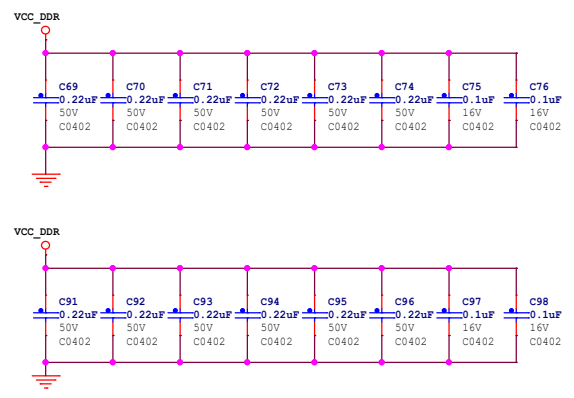 VCC_DDR
C69 C70 C71 C72 C73 C74 C75 C76
0.22uF 0.22uF 0.22uF 0.22uF 0.22uF 0.22uF 0.1uF 0.1uF
50V 50V 50V 50V 50V 50V 16V 16V
C0402 C0402 C0402 C0402 C0402 C0402 C0402 C0402
VCC_DDR
C91 C92 C93 C94 C95 C96 C97 C98
0.22uF 0.22uF 0.22uF 0.22uF 0.22uF 0.22uF 0.1uF 0.1uF
50V 50V 50V 50V 50V 50V 16V 16V
C0402 C0402 C0402 C0402 C0402 C0402 C0402 C0402